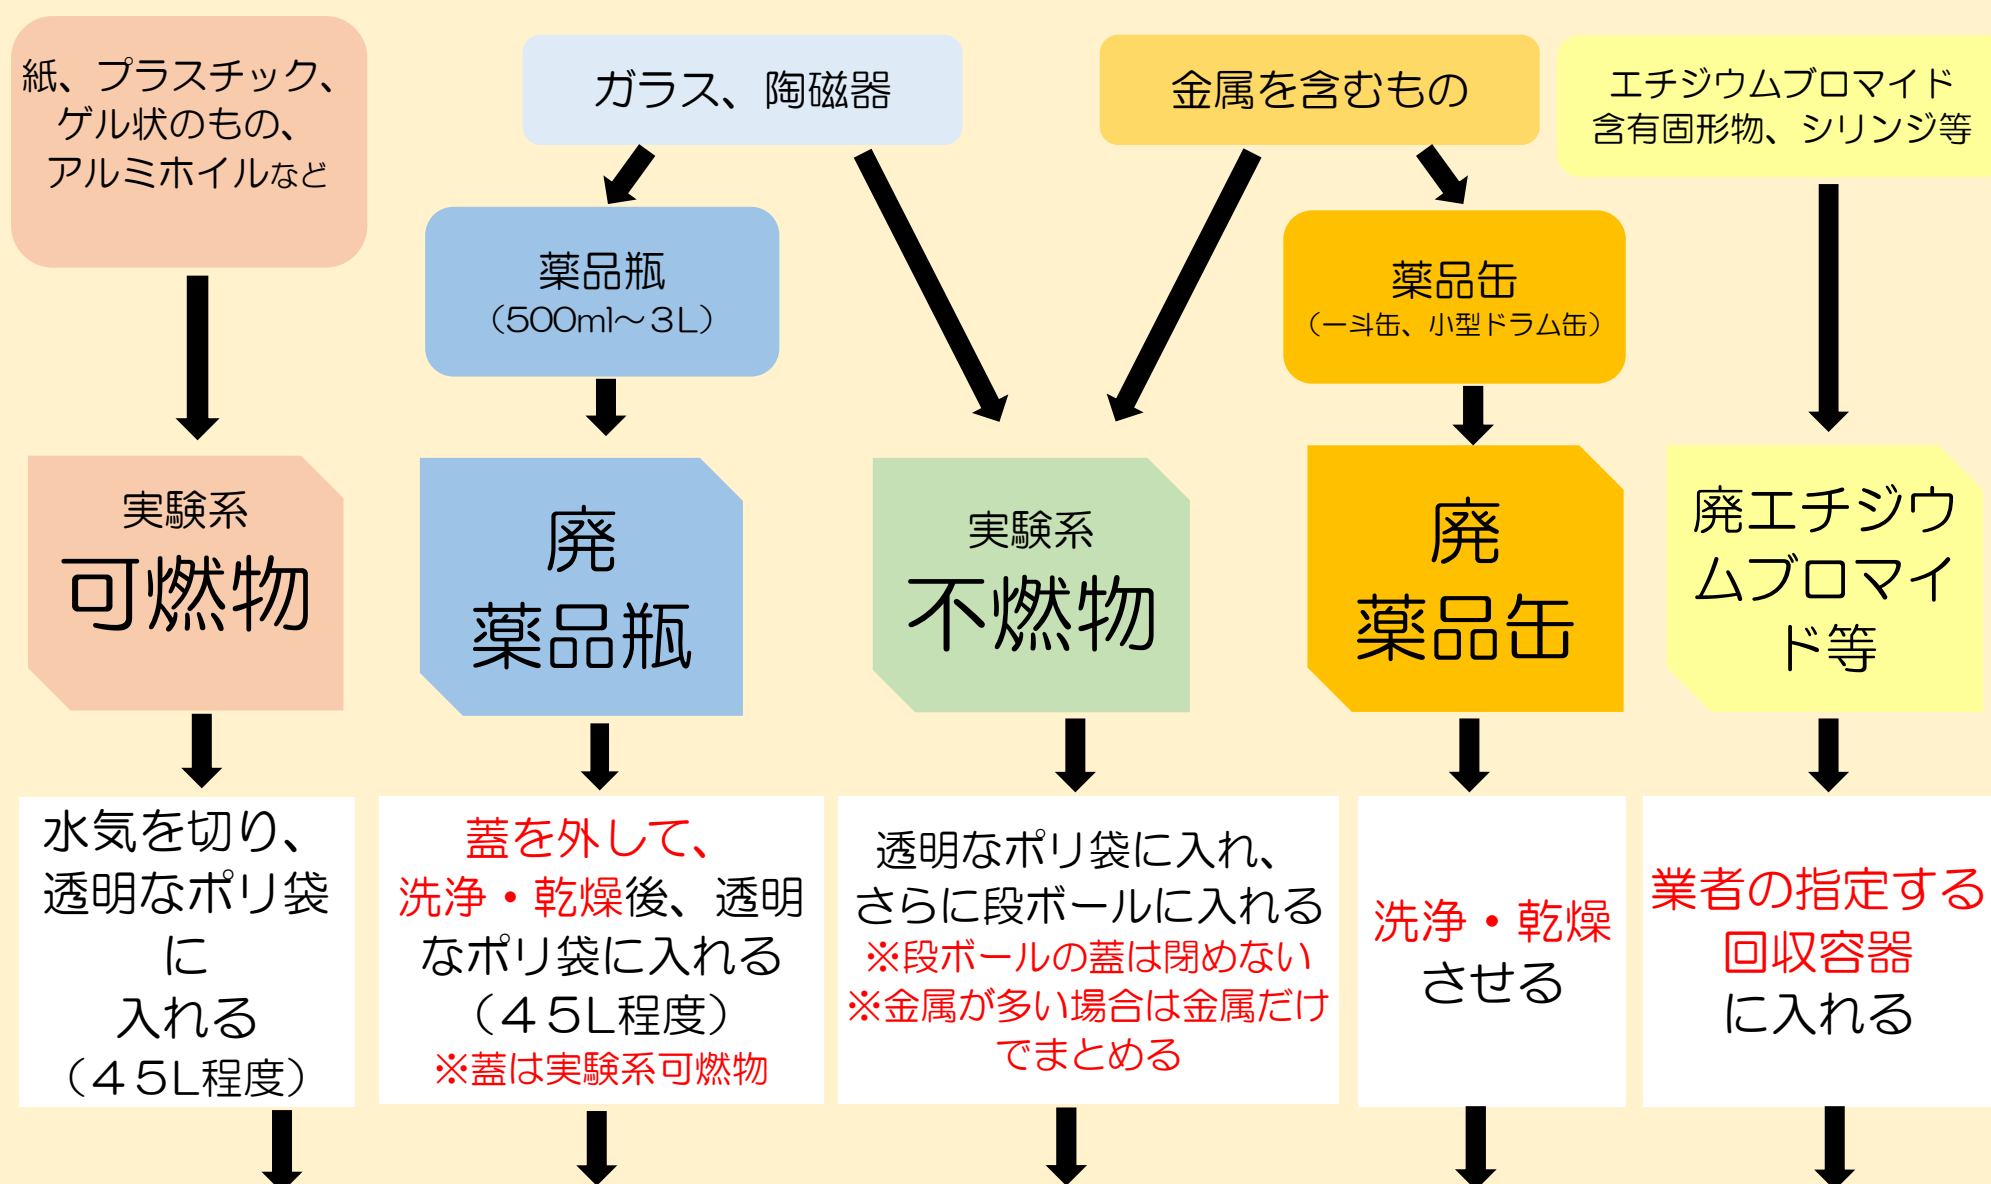 紙、プラスチック、
ゲル状のもの、
アルミホイルなど
ガラス、陶磁器
金属を含むもの
エチジウムブロマイド
含有固形物、シリンジ等
薬品瓶
（500ml～３L）
薬品缶
（一斗缶、小型ドラム缶）
実験系
可燃物
廃
薬品瓶
実験系
不燃物
廃
薬品缶
廃エチジウ
ムブロマイ
ド等
水気を切り、
透明なポリ袋
に
入れる
（４５L程度）
蓋を外して、
洗浄・乾燥後、透明
なポリ袋に入れる
（４５L程度）
※蓋は実験系可燃物
透明なポリ袋に入れ、
さらに段ボールに入れる
※段ボールの蓋は閉めない
※金属が多い場合は金属だけ
でまとめる
洗浄・乾燥
させる
業者の指定する
回収容器
に入れる